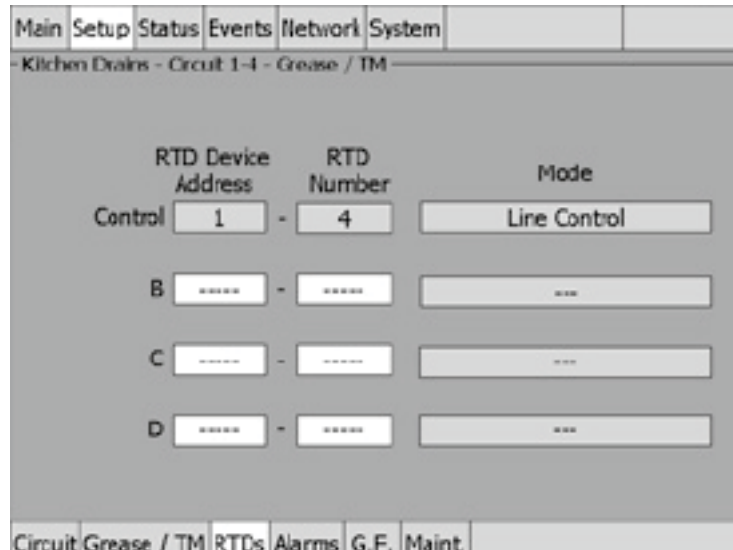 Main Setup Status Events Network System
Kitchen Drains - Circuit 1-4 - Grease / TM
RTD Device Address RTD Number Mode
Control 1 - 4 Line Control
B ----- - ----- ---
C ----- - ----- ---
D ----- - ----- ---
Circuit Grease / TM RTDs Alarms G.F. Maint.